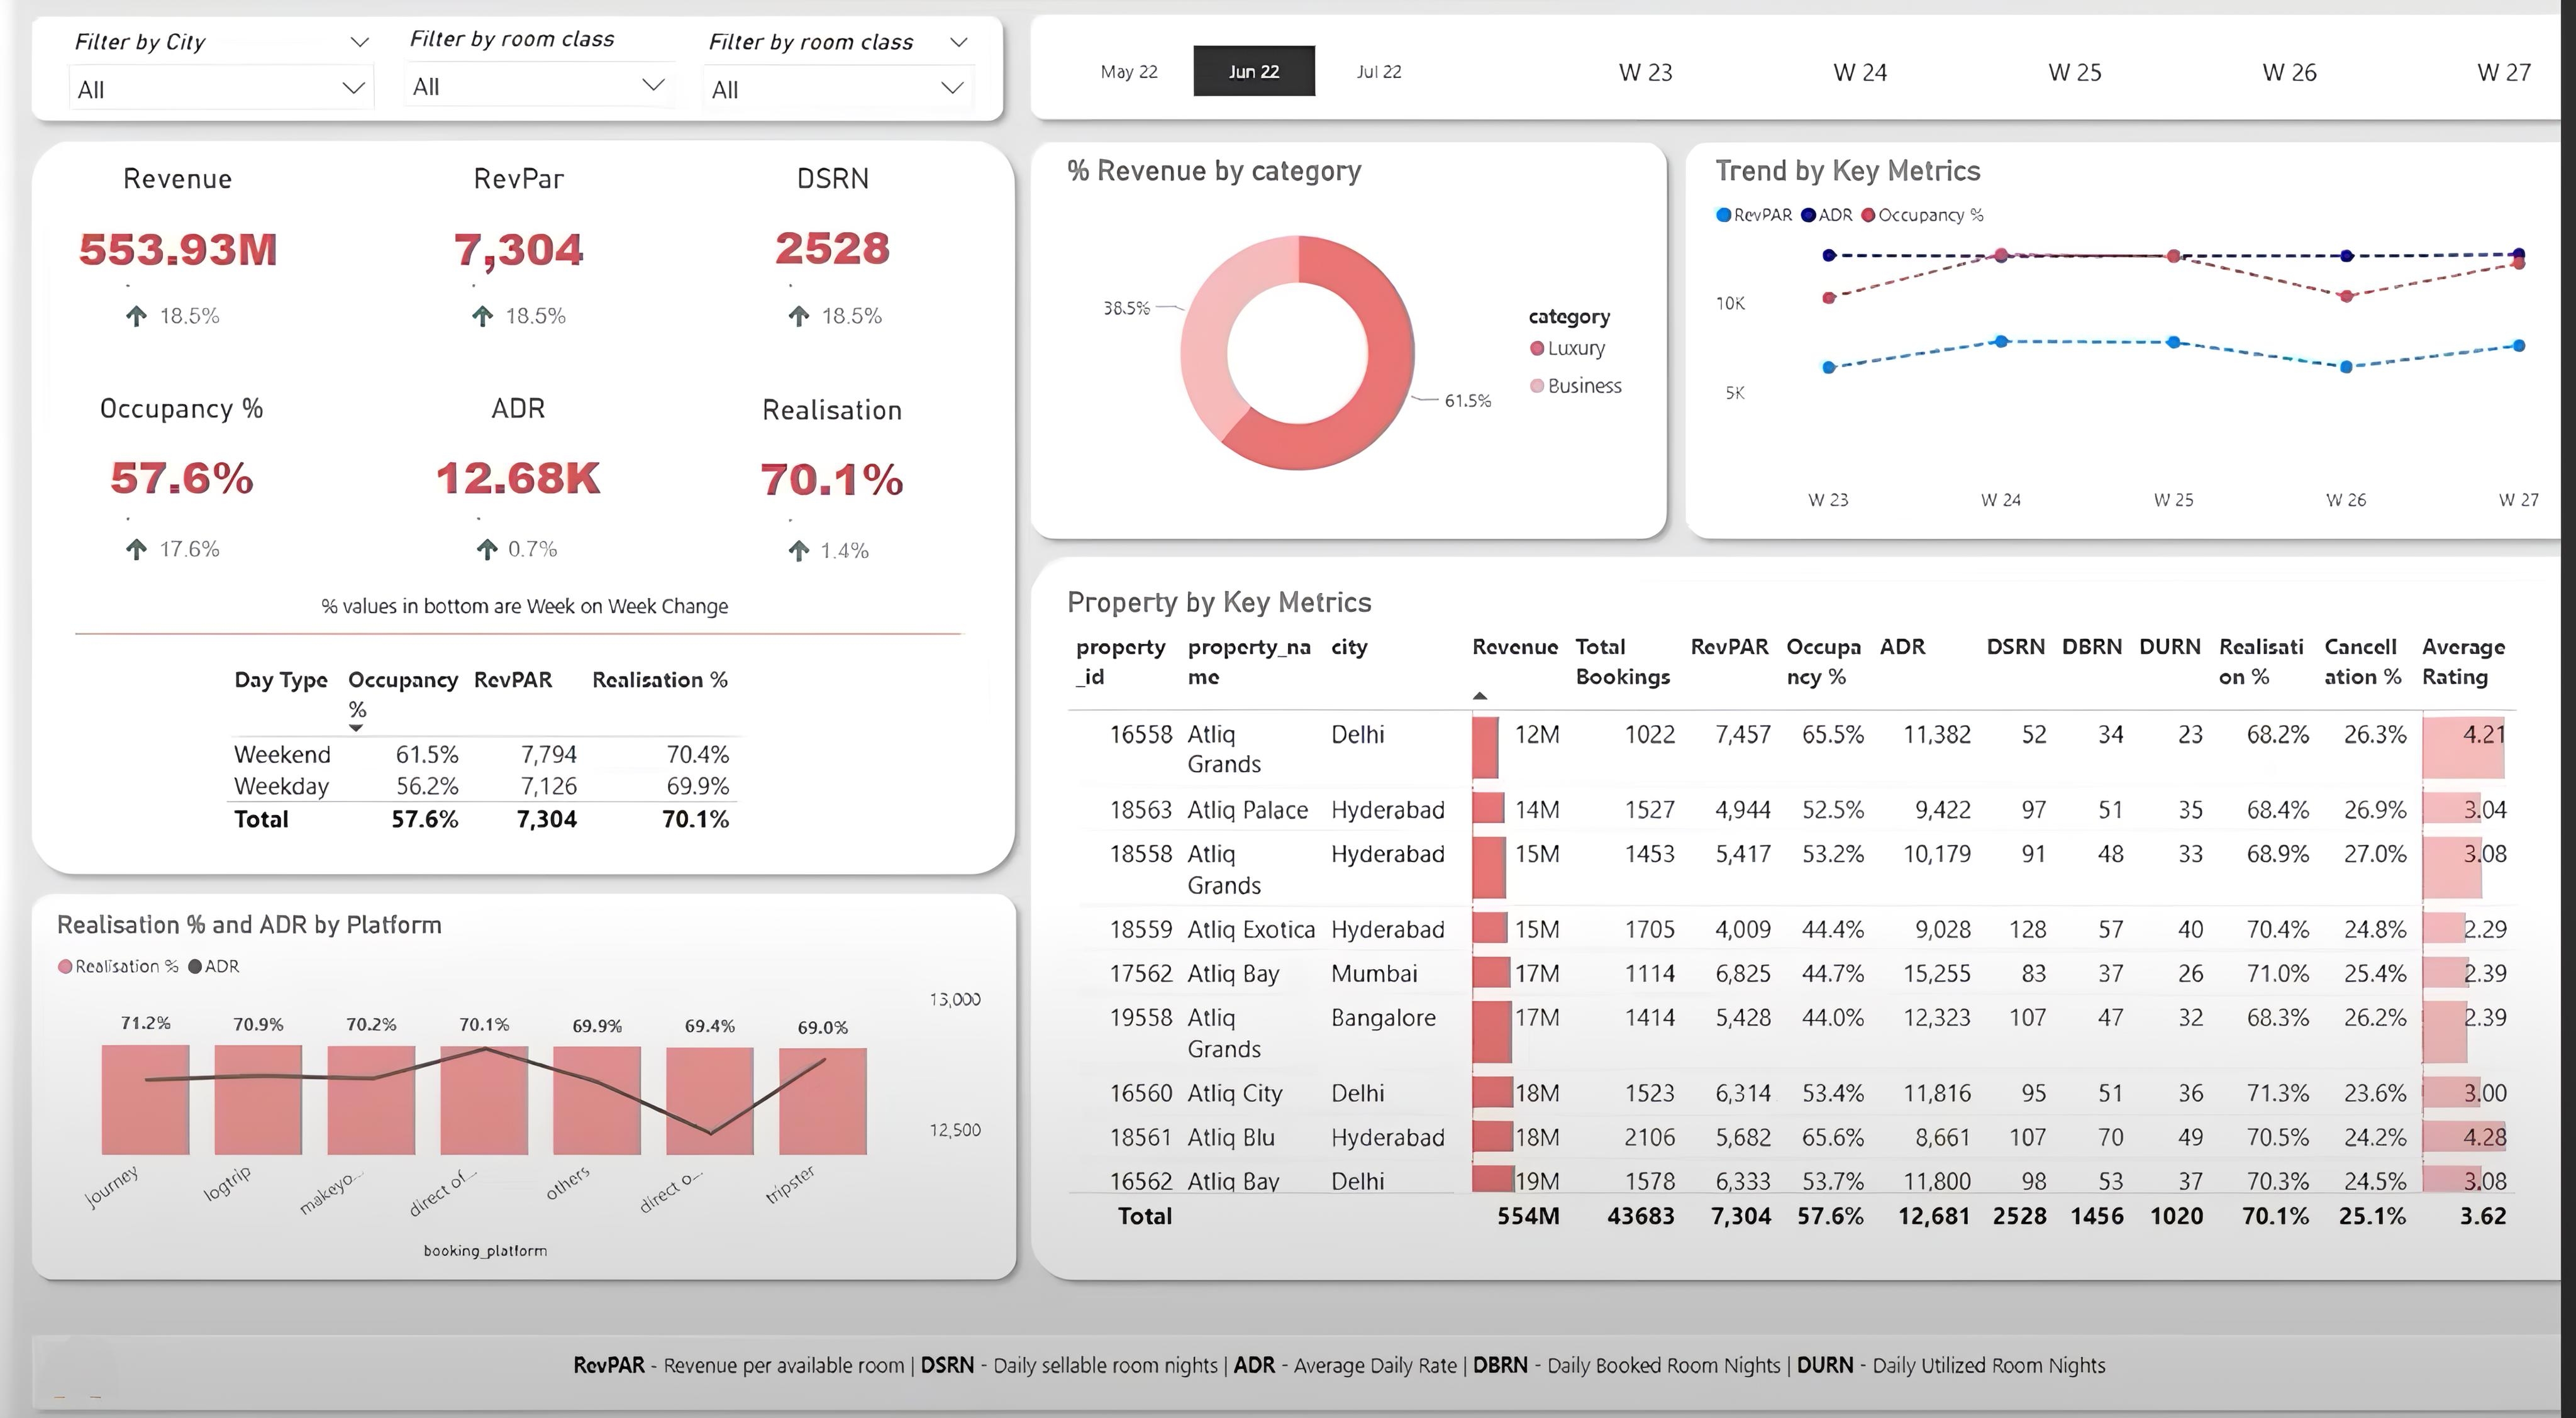 Filter by City
All
Filter by room class
All
Filter by room class
All
May 22
Jun 22
Jul 22
W 23
W 24
W 25
W 26
W 27
Revenue
553.93M
18.5%
RevPar
7,304
18.5%
DSRN
2528
18.5%
Occupancy %
57.6%
17.6%
ADR
12.68K
0.7%
Realisation
70.1%
1.4%
% values in bottom are Week on Week Change
Day Type Occupancy % RevPAR Realisation %
Weekend 61.5% 7,794 70.4%
Weekday 56.2% 7,126 69.9%
Total 57.6% 7,304 70.1%
% Revenue by category
38.5%
61.5%
category
Luxury
Business
Trend by Key Metrics
RevPAR ADR Occupancy %
10K
5K
W 23 W 24 W 25 W 26 W 27
Property by Key Metrics
property_id property_name city Revenue Total Bookings RevPAR Occupancy % ADR DSRN DBRN DURN Realisation % Cancellation % Average Rating
16558 Atliq Grands Delhi 12M 1022 7,457 65.5% 11,382 52 34 23 68.2% 26.3% 4.21
18563 Atliq Palace Hyderabad 14M 1527 4,944 52.5% 9,422 97 51 35 68.4% 26.9% 3.04
18558 Atliq Grands Hyderabad 15M 1453 5,417 53.2% 10,179 91 48 33 68.9% 27.0% 3.08
18559 Atliq Exotica Hyderabad 15M 1705 4,009 44.4% 9,028 128 57 40 70.4% 24.8% 2.29
17562 Atliq Bay Mumbai 17M 1114 6,825 44.7% 15,255 83 37 26 71.0% 25.4% 2.39
19558 Atliq Grands Bangalore 17M 1414 5,428 44.0% 12,323 107 47 32 68.3% 26.2% 2.39
16560 Atliq City Delhi 18M 1523 6,314 53.4% 11,816 95 51 36 71.3% 23.6% 3.00
18561 Atliq Blu Hyderabad 18M 2106 5,682 65.6% 8,661 107 70 49 70.5% 24.2% 4.28
16562 Atliq Bay Delhi 19M 1578 6,333 53.7% 11,800 98 53 37 70.3% 24.5% 3.08
Total 554M 43683 7,304 57.6% 12,681 2528 1456 1020 70.1% 25.1% 3.62
Realisation % and ADR by Platform
Realisation % ADR
13,000
12,500
71.2% 70.9% 70.2% 70.1% 69.9% 69.4% 69.0%
journey logtrip makeyo... direct of... others direct o... tripster
booking_platform
RevPAR - Revenue per available room | DSRN - Daily sellable room nights | ADR - Average Daily Rate | DBRN - Daily Booked Room Nights | DURN - Daily Utilized Room Nights